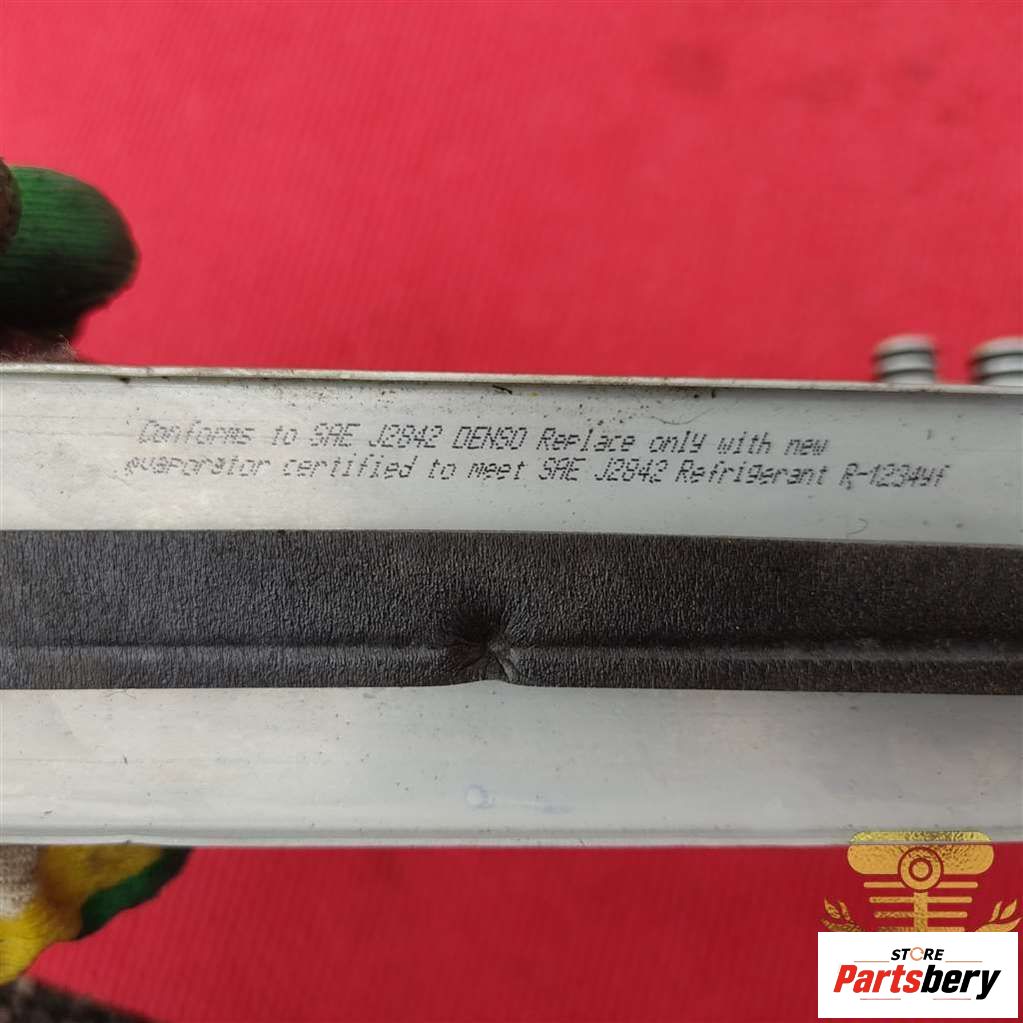 Conforms to SAE J2842 DENSO Replace only with new
evaporator certified to meet SAE J2842 Refrigerant R-1234yf
STORE
Partsbery